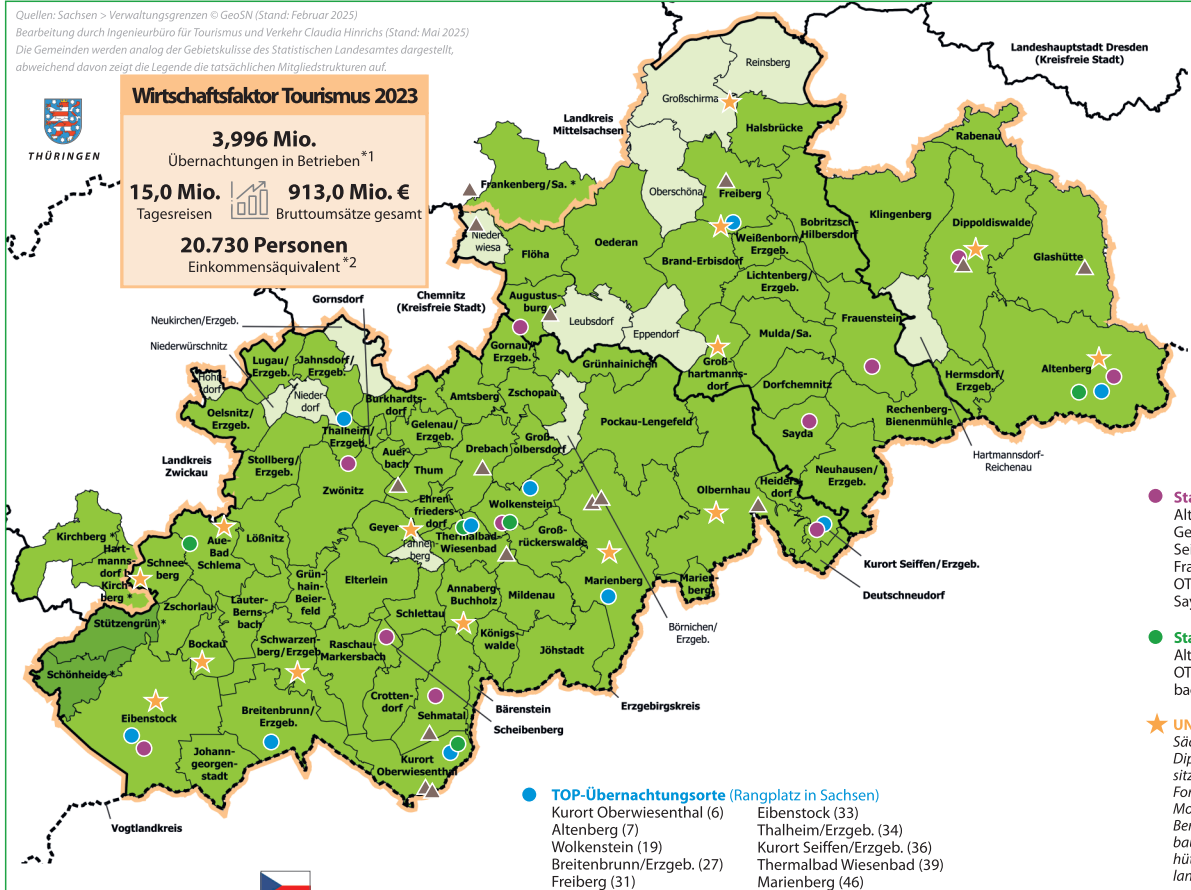 Quellen: Sachsen > Verwaltungsgrenzen © GeoSN (Stand: Februar 2025)
Bearbeitung durch Ingenieurbüro für Tourismus und Verkehr Claudia Hinrichs (Stand: Mai 2025)
Die Gemeinden werden analog der Gebietskulisse des Statistischen Landesamtes dargestellt,
abweichend davon zeigt die Legende die tatsächlichen Mitgliedstrukturen auf.
THÜRINGEN
Wirtschaftsfaktor Tourismus 2023
3,996 Mio.
Übernachtungen in Betrieben *1
15,0 Mio.
Tagesreisen
913,0 Mio. €
Bruttoumsätze gesamt
20.730 Personen
Einkommensäquivalent *2
Landeshauptstadt Dresden
(Kreisfreie Stadt)
Reinsberg
Großschirma
Landkreis
Mittelsachsen
Halsbrücke
Rabenau
Frankenberg/Sa. *
Oberschöna
Freiberg
Klingenberg
Dippoldiswalde
Nieder-
wiesa
Flöha
Oederan
Bobritzsch-
Hilbersdorf
Weißenborn/
Erzgeb.
Brand-Erbisdorf
Glashütte
Lichtenberg/
Erzgeb.
Chemnitz
(Kreisfreie Stadt)
Augustus-
burg
Leubsdorf
Eppendorf
Frauenstein
Gornsdorf
Neukirchen/Erzgeb.
Niederwürschnitz
Gornau/
Erzgeb.
Grünhainichen
Groß-
hartmanns-
dorf
Mulda/Sa.
Hermsdorf/
Erzgeb.
Altenberg
Lugau/
Erzgeb.
Jahnsdorf/
Erzgeb.
Hohn-
dorf
Nieder-
dorf
Burkhardts-
dorf
Amtsberg
Zschopau
Dorfchemnitz
Rechenberg-
Bienenmühle
Oelsnitz/
Erzgeb.
Thalheim/
Erzgeb.
Gelenau/
Erzgeb.
Groß-
olbersdorf
Pockau-Lengefeld
Sayda
Hartmannsdorf-
Reichenau
Landkreis
Zwickau
Stollberg/
Erzgeb.
Auer-
bach
Drebach
Thum
Neuhausen/
Erzgeb.
Zwönitz
Ehren-
frieders-
dorf
Wolkenstein
Olbernhau
Heiders-
dorf
Kirchberg *
Hart-
manns-
dorf b.
Kirch-
berg *
Aue-
Bad
Schlema
Lößnitz
Geyer
Thermalbad
Wiesenbad
Groß-
rückerswalde
Schnee-
berg
Tannen-
berg
Kurort Seiffen/Erzgeb.
Deutschneudorf
Grün-
hain-
Beier-
feld
Elterlein
Annaberg-
Buchholz
Mildenau
Marienberg
Marien-
berg
Zschorlau
Lauter-
Berns-
bach
Schlettau
Stützengrün *
Bockau
Schwarzen-
berg/Erzgeb.
Raschau-
Markersbach
Königs-
walde
Jöhstadt
Börnichen/
Erzgeb.
Schönheide *
Crotten-
dorf
Sehmatal
Bärenstein
Scheibenberg
Erzgebirgskreis
Eibenstock
Breitenbrunn/
Erzgeb.
Johann-
georgen-
stadt
Kurort
Oberwiesenthal
Vogtlandkreis
TOP-Übernachtungsorte (Rangplatz in Sachsen)
Kurort Oberwiesenthal (6)
Altenberg (7)
Wolkenstein (19)
Breitenbrunn/Erzgeb. (27)
Freiberg (31)
Eibenstock (33)
Thalheim/Erzgeb. (34)
Kurort Seiffen/Erzgeb. (36)
Thermalbad Wiesenbad (39)
Marienberg (46)